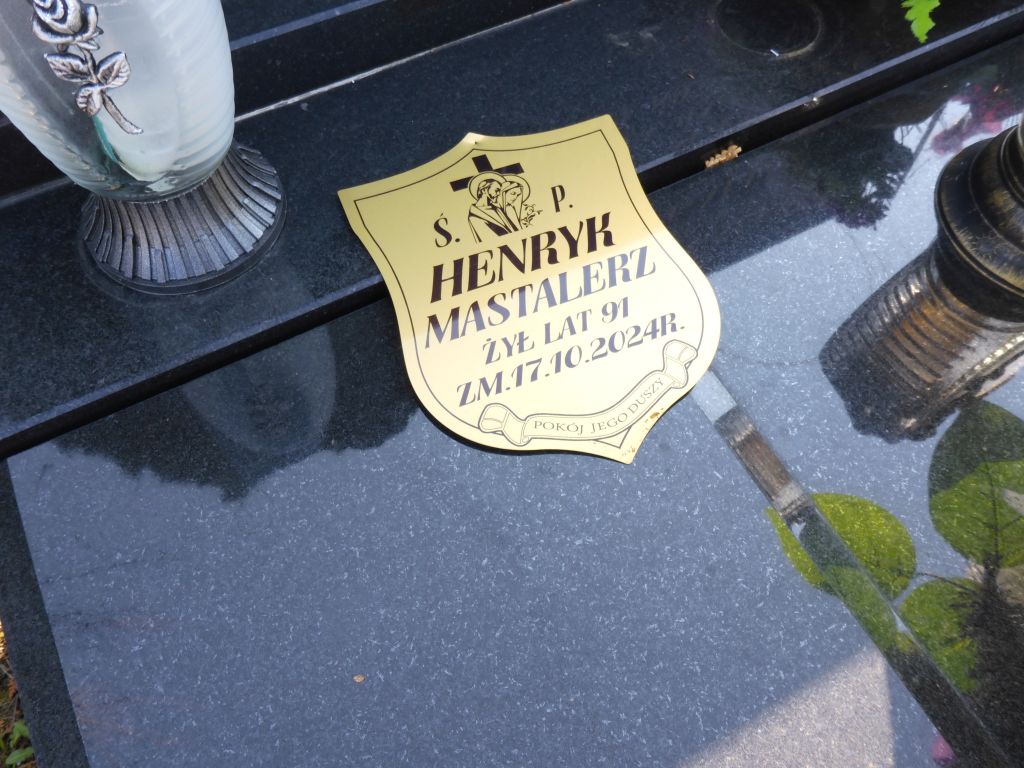 Ś. P.
HENRYK
MASTALERZ
ŻYŁ LAT 91
ZM.17.10.2024R.
POKÓJ JEGO DUSZY